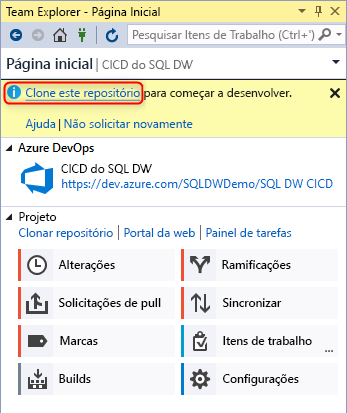 Team Explorer - Página Inicial
Pesquisar Itens de Trabalho (Ctrl+')
Página inicial | CICD do SQL DW
Clone este repositório para começar a desenvolver.
Ajuda | Não solicitar novamente
Azure DevOps
CICD do SQL DW
https://dev.azure.com/SQLDWDemo/SQL DW CICD
Projeto
Clonar repositório | Portal da web | Painel de tarefas
Alterações
Ramificações
Solicitações de pull
Sincronizar
Marcas
Itens de trabalho ...
Builds
Configurações